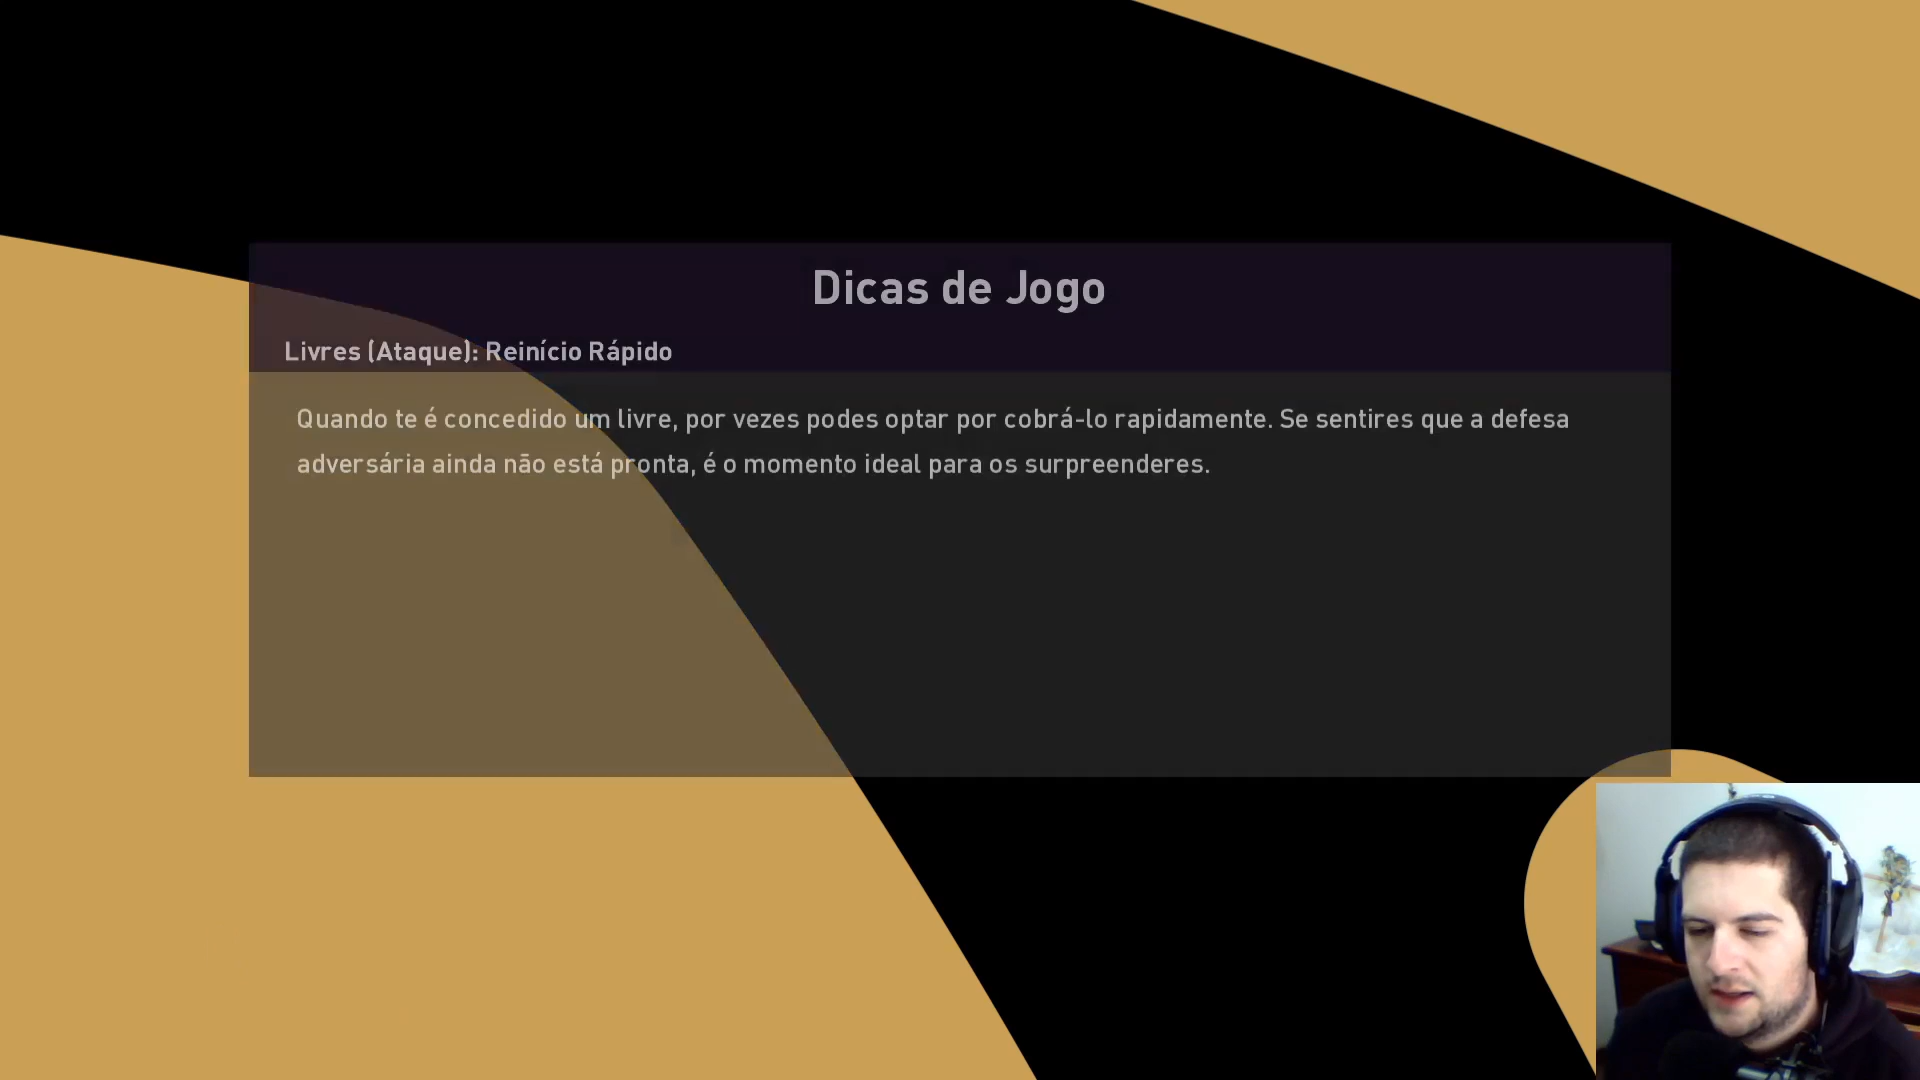 Dicas de Jogo
Livres (Ataque): Reinício Rápido
Quando te é concedido um livre, por vezes podes optar por cobrá-lo rapidamente. Se sentires que a defesa
adversária ainda não está pronta, é o momento ideal para os surpreenderes.